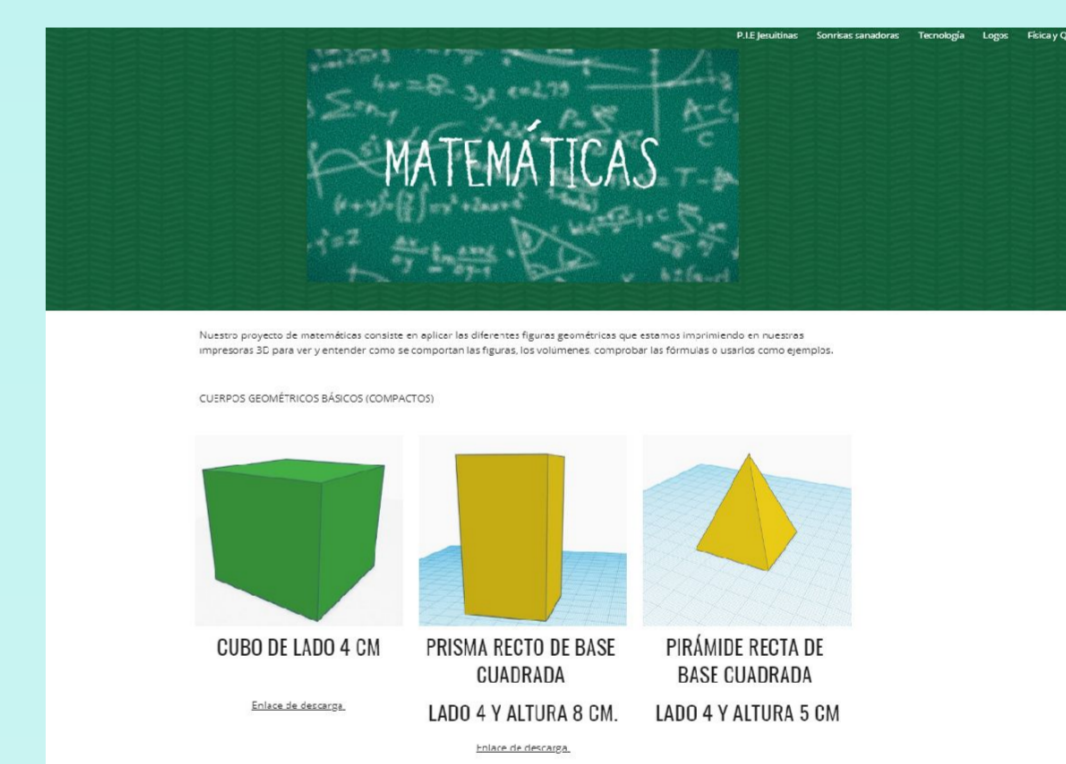 P.I.E Jesuitinas Sonrisas sanadoras Tecnología Logos Física y Q
MATEMÁTICAS
Nuestro proyecto de matemáticas consiste en aplicar las diferentes figuras geométricas que estamos imprimiendo en nuestras
impresoras 3D para ver y entender como se comportan las figuras, los volúmenes, comprobar las fórmulas o usarlos como ejemplos.
CUERPOS GEOMÉTRICOS BÁSICOS (COMPACTOS)
CUBO DE LADO 4 CM
Enlace de descarga.
PRISMA RECTO DE BASE
CUADRADA
LADO 4 Y ALTURA 8 CM.
Enlace de descarga.
PIRÁMIDE RECTA DE
BASE CUADRADA
LADO 4 Y ALTURA 5 CM